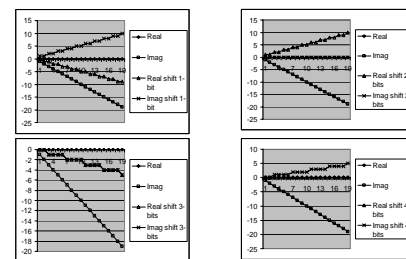 15
10
5
0
-5
-10
-15
-20
-25
19
Real
Imag
Real shift 1-
bit
Imag shift 1-
bit
15
10
5
0
-5
-10
-15
-20
-25
19
Real
Imag
Real shift 2
bits
Imag shift 2
bits
0
-2
-4
-6
-8
-10
-12
-14
-16
-18
-20
13 16 19
Real
Imag
Real shift 3-
bits
Imag shift 3-
bits
10
5
0
-5
-10
-15
-20
-25
7 10 13 16 19
Real
Imag
Real shift 4
bits
Imag shift 4
bits